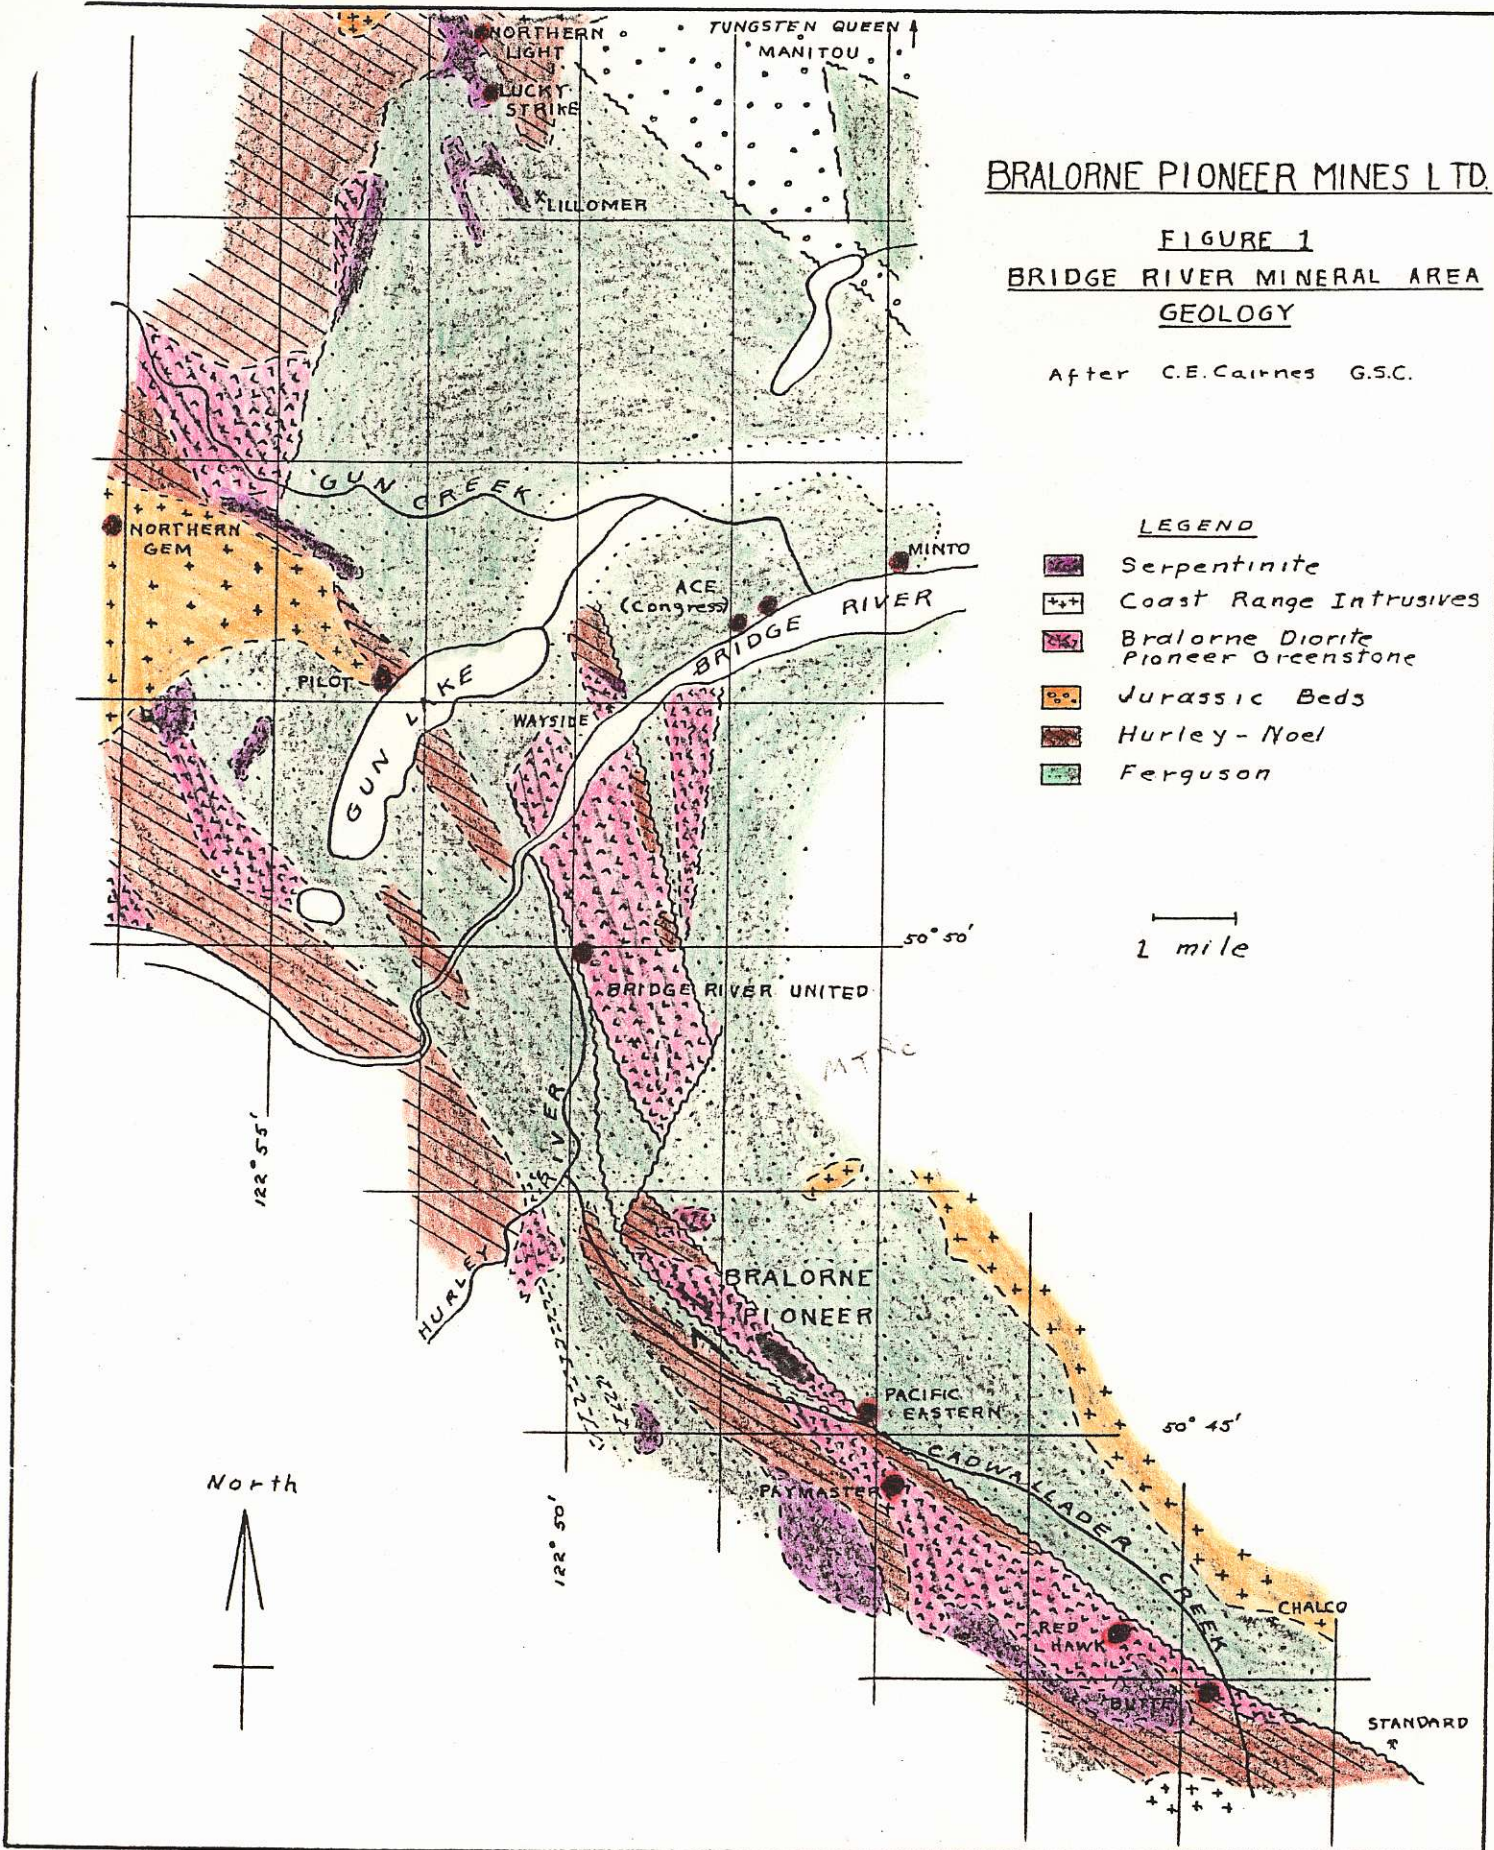 TUNGSTEN QUEEN
MANITOU
NORTHERN
LIGHT
LUCKY
STRIKE
LILLOMER
BRALORNE PIONEER MINES LTD.
FIGURE 1
BRIDGE RIVER MINERAL AREA
GEOLOGY
After C.E. Cairnes G.S.C.
GUN CREEK
NORTHERN
GEM
MINTO
ACE
(Congress)
BRIDGE RIVER
PILOT
GUN LAKE
WAYSIDE
LEGEND
Serpentinite
Coast Range Intrusives
Bralorne Diorite
Pioneer Greenstone
Jurassic Beds
Hurley - Noel
Ferguson
50° 50'
1 mile
BRIDGE RIVER UNITED
122° 55'
HURLEY RIVER
BRALORNE
PIONEER
PACIFIC
EASTERN
50° 45'
North
PAYMASTER
CADWALLADER CREEK
122° 50'
CHALCO
RED
HAWK
BUTTE
STANDARD